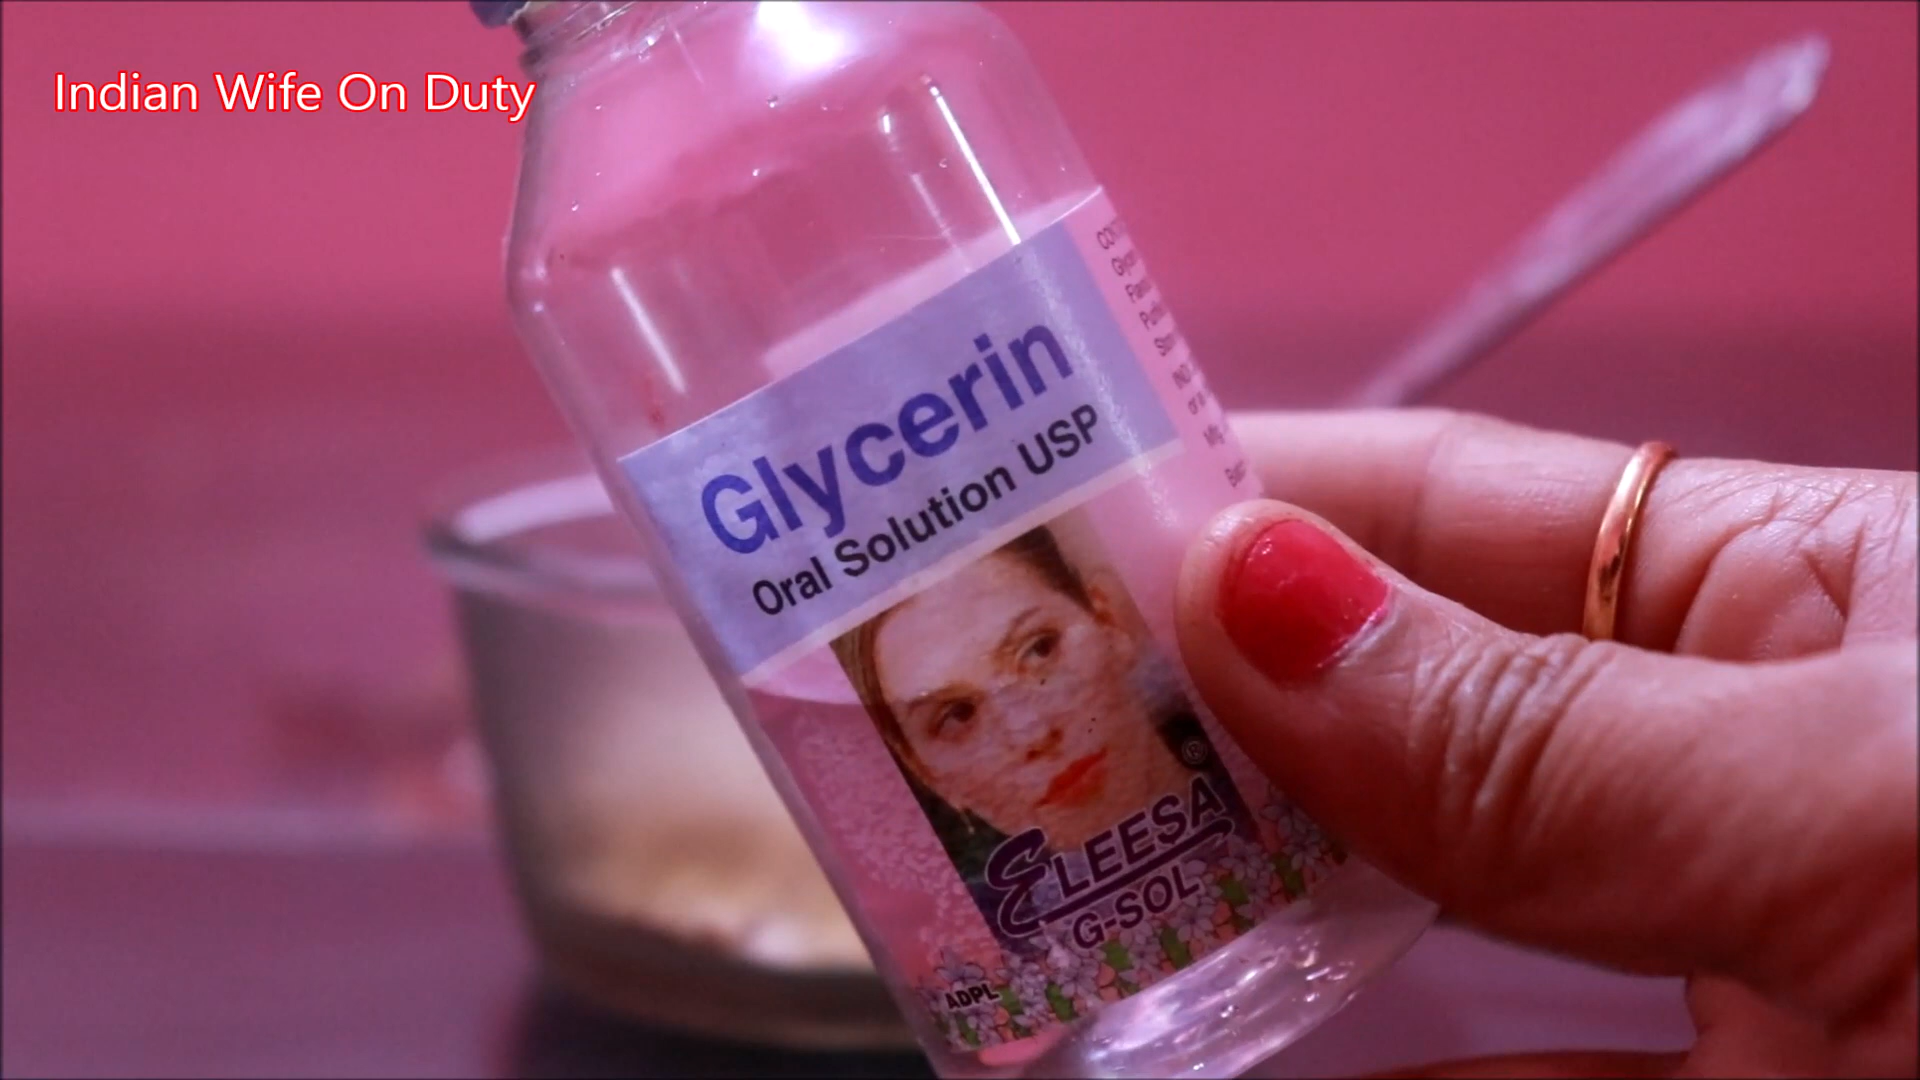 Indian Wife On Duty
Glycerin
Oral Solution USP
®
ELEESA
G-SOL
ADPL